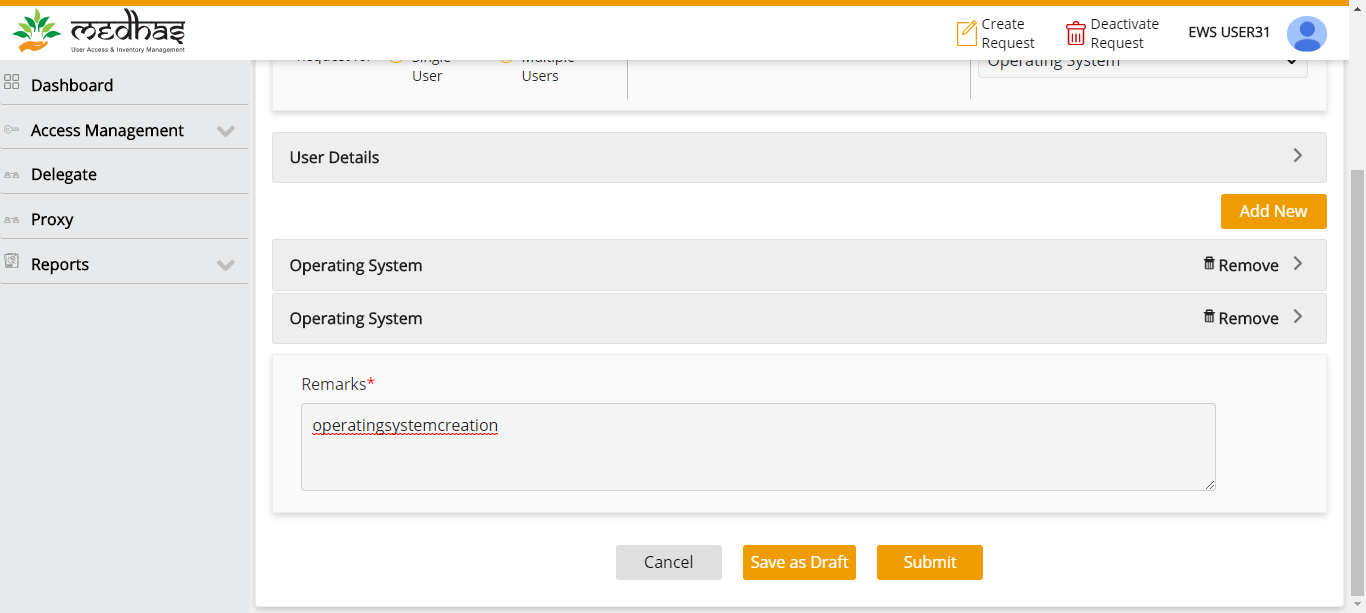 medhas
User Access & Inventory Management
Create
Request
Deactivate
Request
EWS USER31
Dashboard
Access Management
Delegate
Proxy
Reports
Request for
Single
User
Multiple
Users
Operating System
User Details
Add New
Operating System
Remove
Operating System
Remove
Remarks*
operatingsystemcreation
Cancel
Save as Draft
Submit